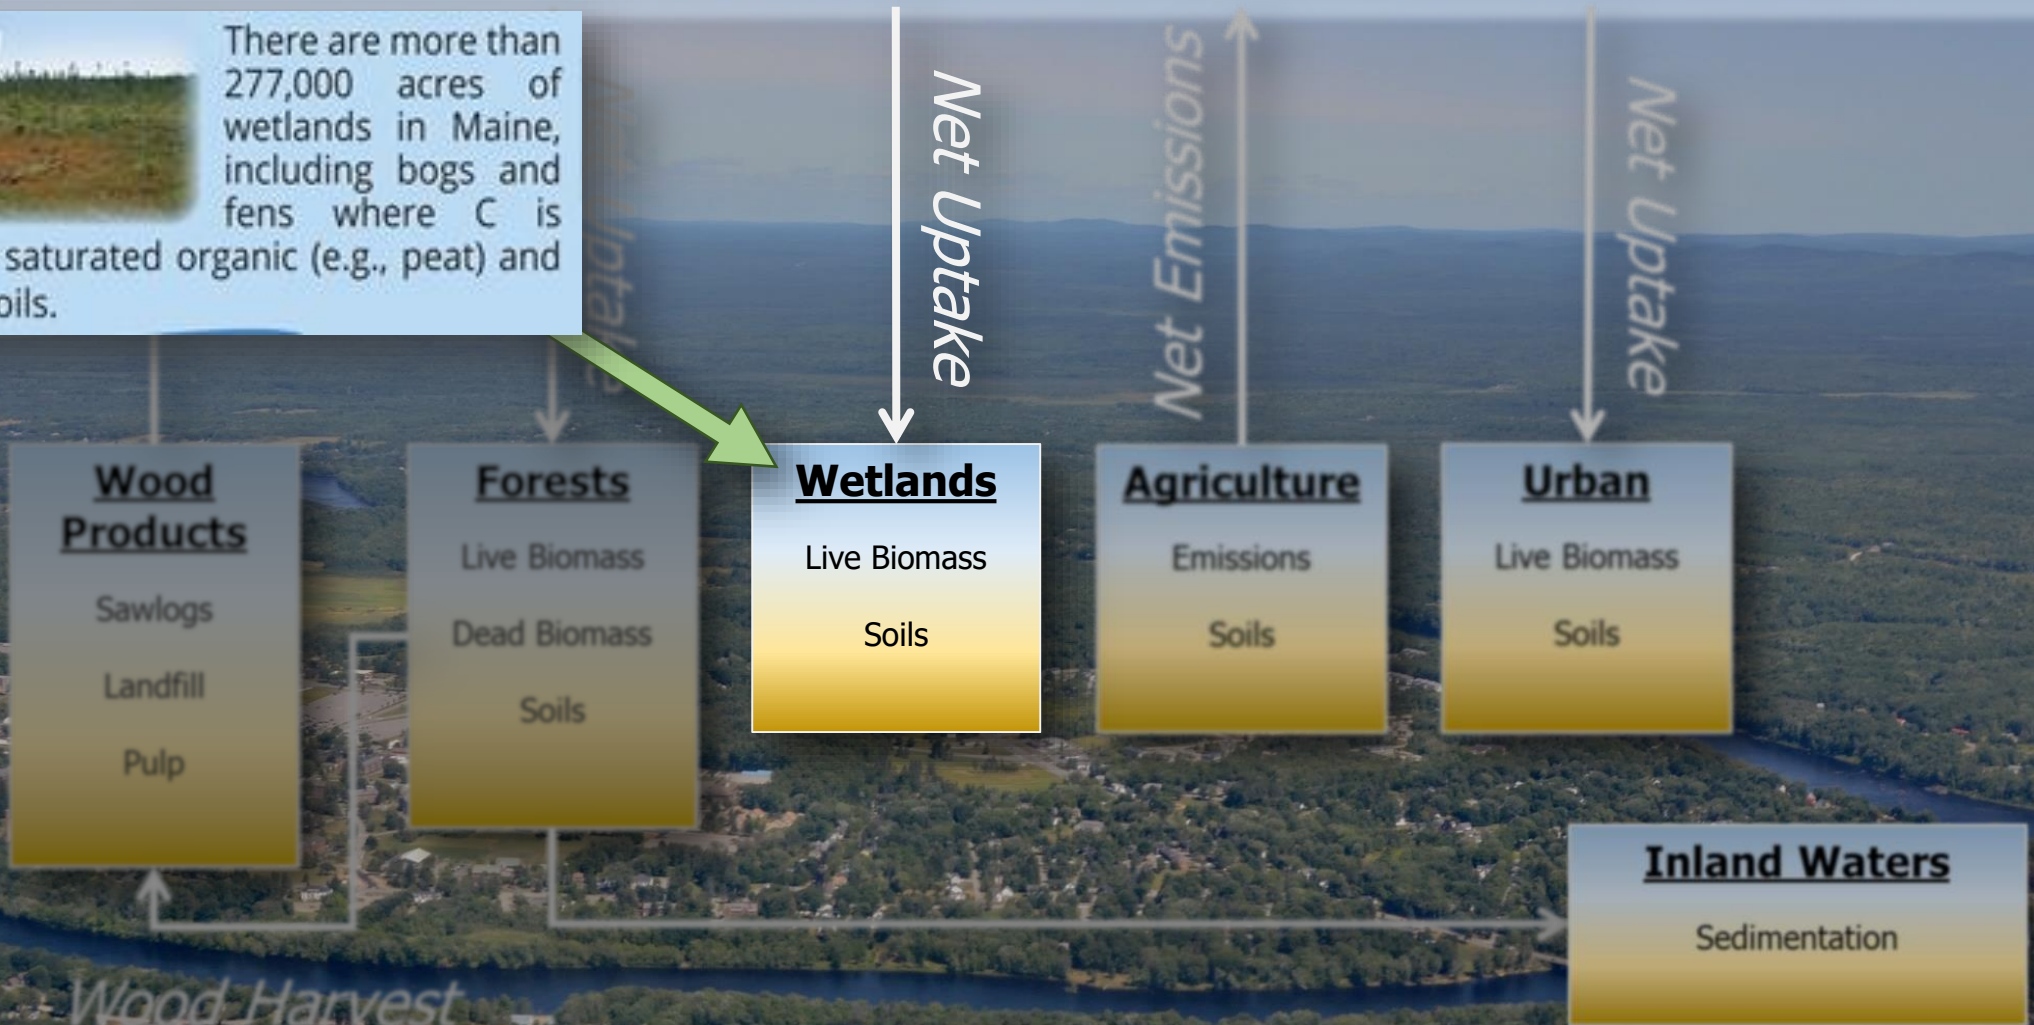 There are more than
277,000 acres of
wetlands in Maine,
including bogs and
fens where C is
saturated organic (e.g., peat) and
oils.
Uptake
Net Uptake
Net Emissions
Net Uptake
Wood
Products
Sawlogs
Landfill
Pulp
Forests
Live Biomass
Dead Biomass
Soils
Wetlands
Live Biomass
Soils
Agriculture
Emissions
Soils
Urban
Live Biomass
Soils
Inland Waters
Sedimentation
Wood Harvest